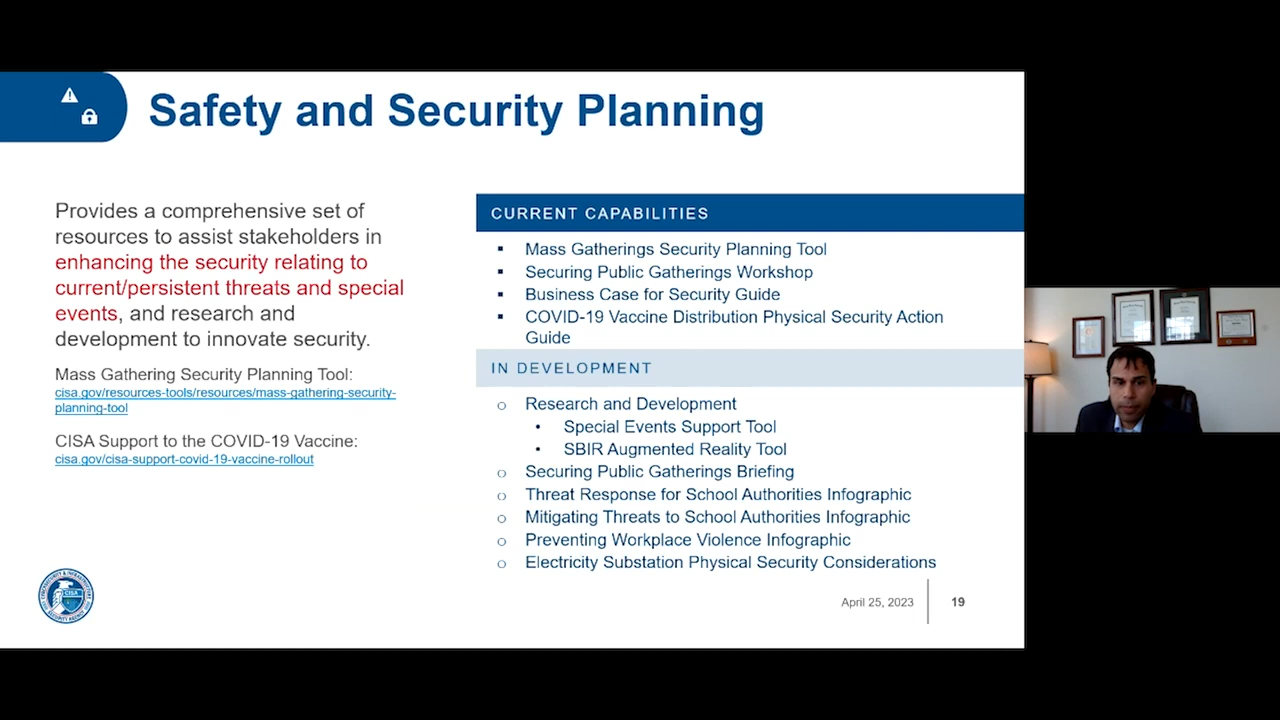 Safety and Security Planning
Provides a comprehensive set of
resources to assist stakeholders in
enhancing the security relating to
current/persistent threats and special
events, and research and
development to innovate security.
Mass Gathering Security Planning Tool:
cisa.gov/resources-tools/resources/mass-gathering-security-
planning-tool
CISA Support to the COVID-19 Vaccine:
cisa.gov/cisa-support-covid-19-vaccine-rollout
CURRENT CAPABILITIES
▪ Mass Gatherings Security Planning Tool
▪ Securing Public Gatherings Workshop
▪ Business Case for Security Guide
▪ COVID-19 Vaccine Distribution Physical Security Action
Guide
IN DEVELOPMENT
o Research and Development
• Special Events Support Tool
• SBIR Augmented Reality Tool
o Securing Public Gatherings Briefing
o Threat Response for School Authorities Infographic
o Mitigating Threats to School Authorities Infographic
o Preventing Workplace Violence Infographic
o Electricity Substation Physical Security Considerations
CYBERSECURITY & INFRASTRUCTURE
CISA
SECURITY AGENCY
April 25, 2023
19